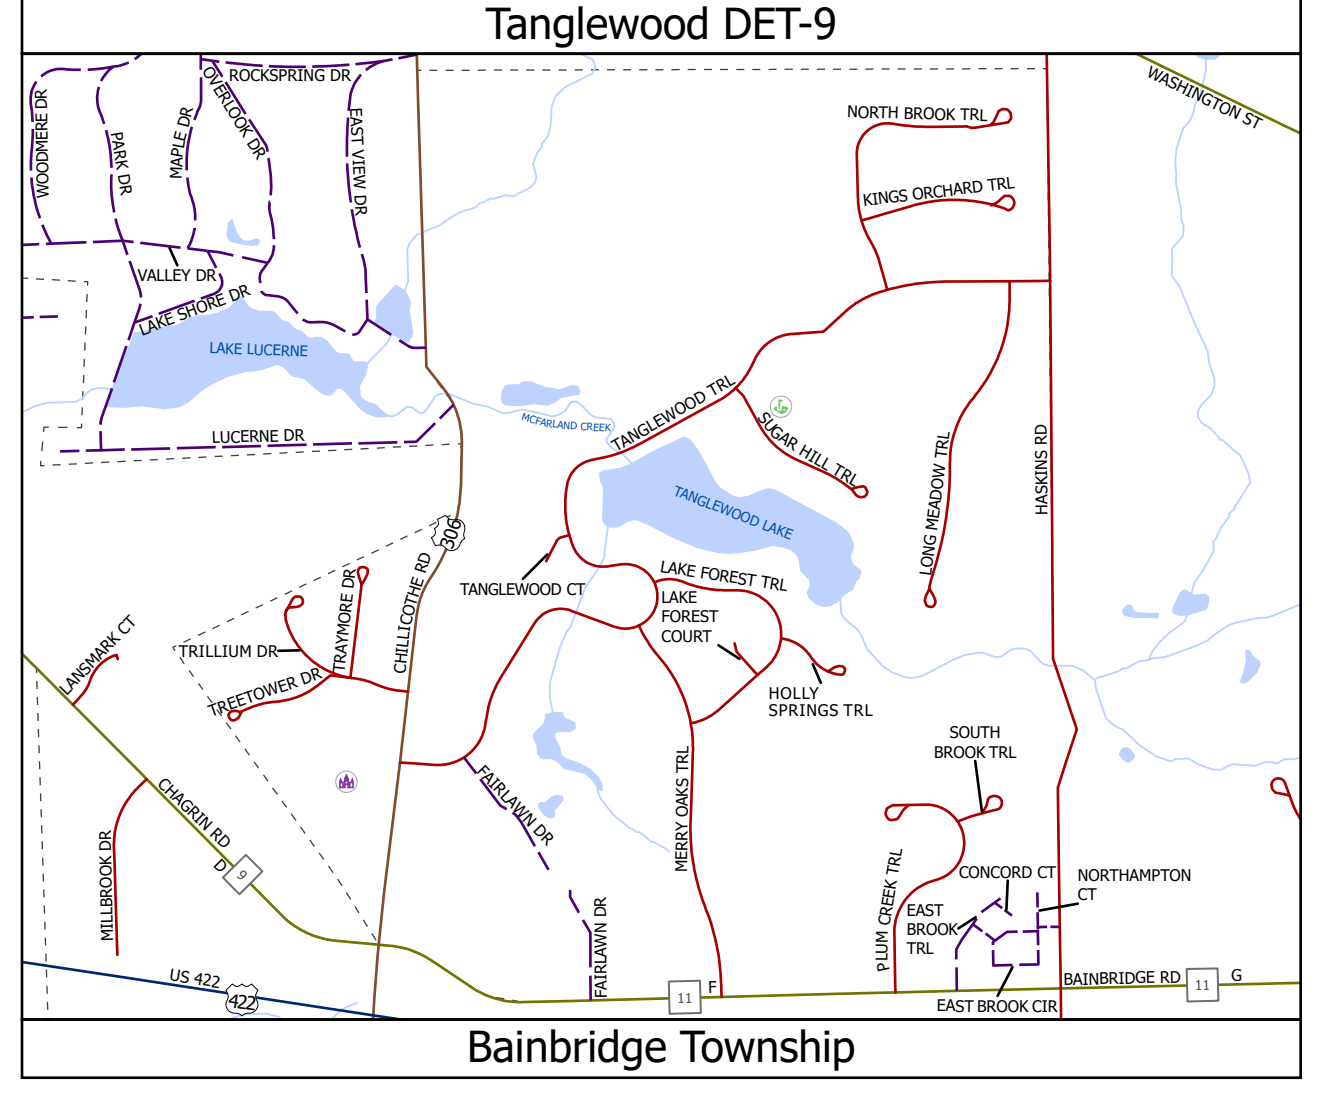 Tanglewood DET-9
WASHINGTON ST
ROCKSPRING DR
OVERLOOK DR
WOODMERE DR
PARK DR
MAPLE DR
EAST VIEW DR
NORTH BROOK TRL
KINGS ORCHARD TRL
VALLEY DR
LAKE SHORE DR
LAKE LUCERNE
LUCERNE DR
MCFARLAND CREEK
TANGLEWOOD TRL
SUGAR HILL TRL
TANGLEWOOD LAKE
LONG MEADOW TRL
HASKINS RD
306
CHILLICOTHE RD
TANGLEWOOD CT
LAKE FOREST TRL
LAKE
FOREST
COURT
HOLLY
SPRINGS TRL
LANSMARK CT
TRILLIUM DR
TRAYMORE DR
TREETOWER DR
SOUTH
BROOK TRL
FAIRLAWN DR
MERRY OAKS TRL
CHAGRIN RD
D
9
MILLBROOK DR
PLUM CREEK TRL
CONCORD CT
NORTHAMPTON
CT
EAST
BROOK
TRL
FAIRLAWN DR
US 422
422
11
F
EAST BROOK CIR
BAINBRIDGE RD
11
G
Bainbridge Township